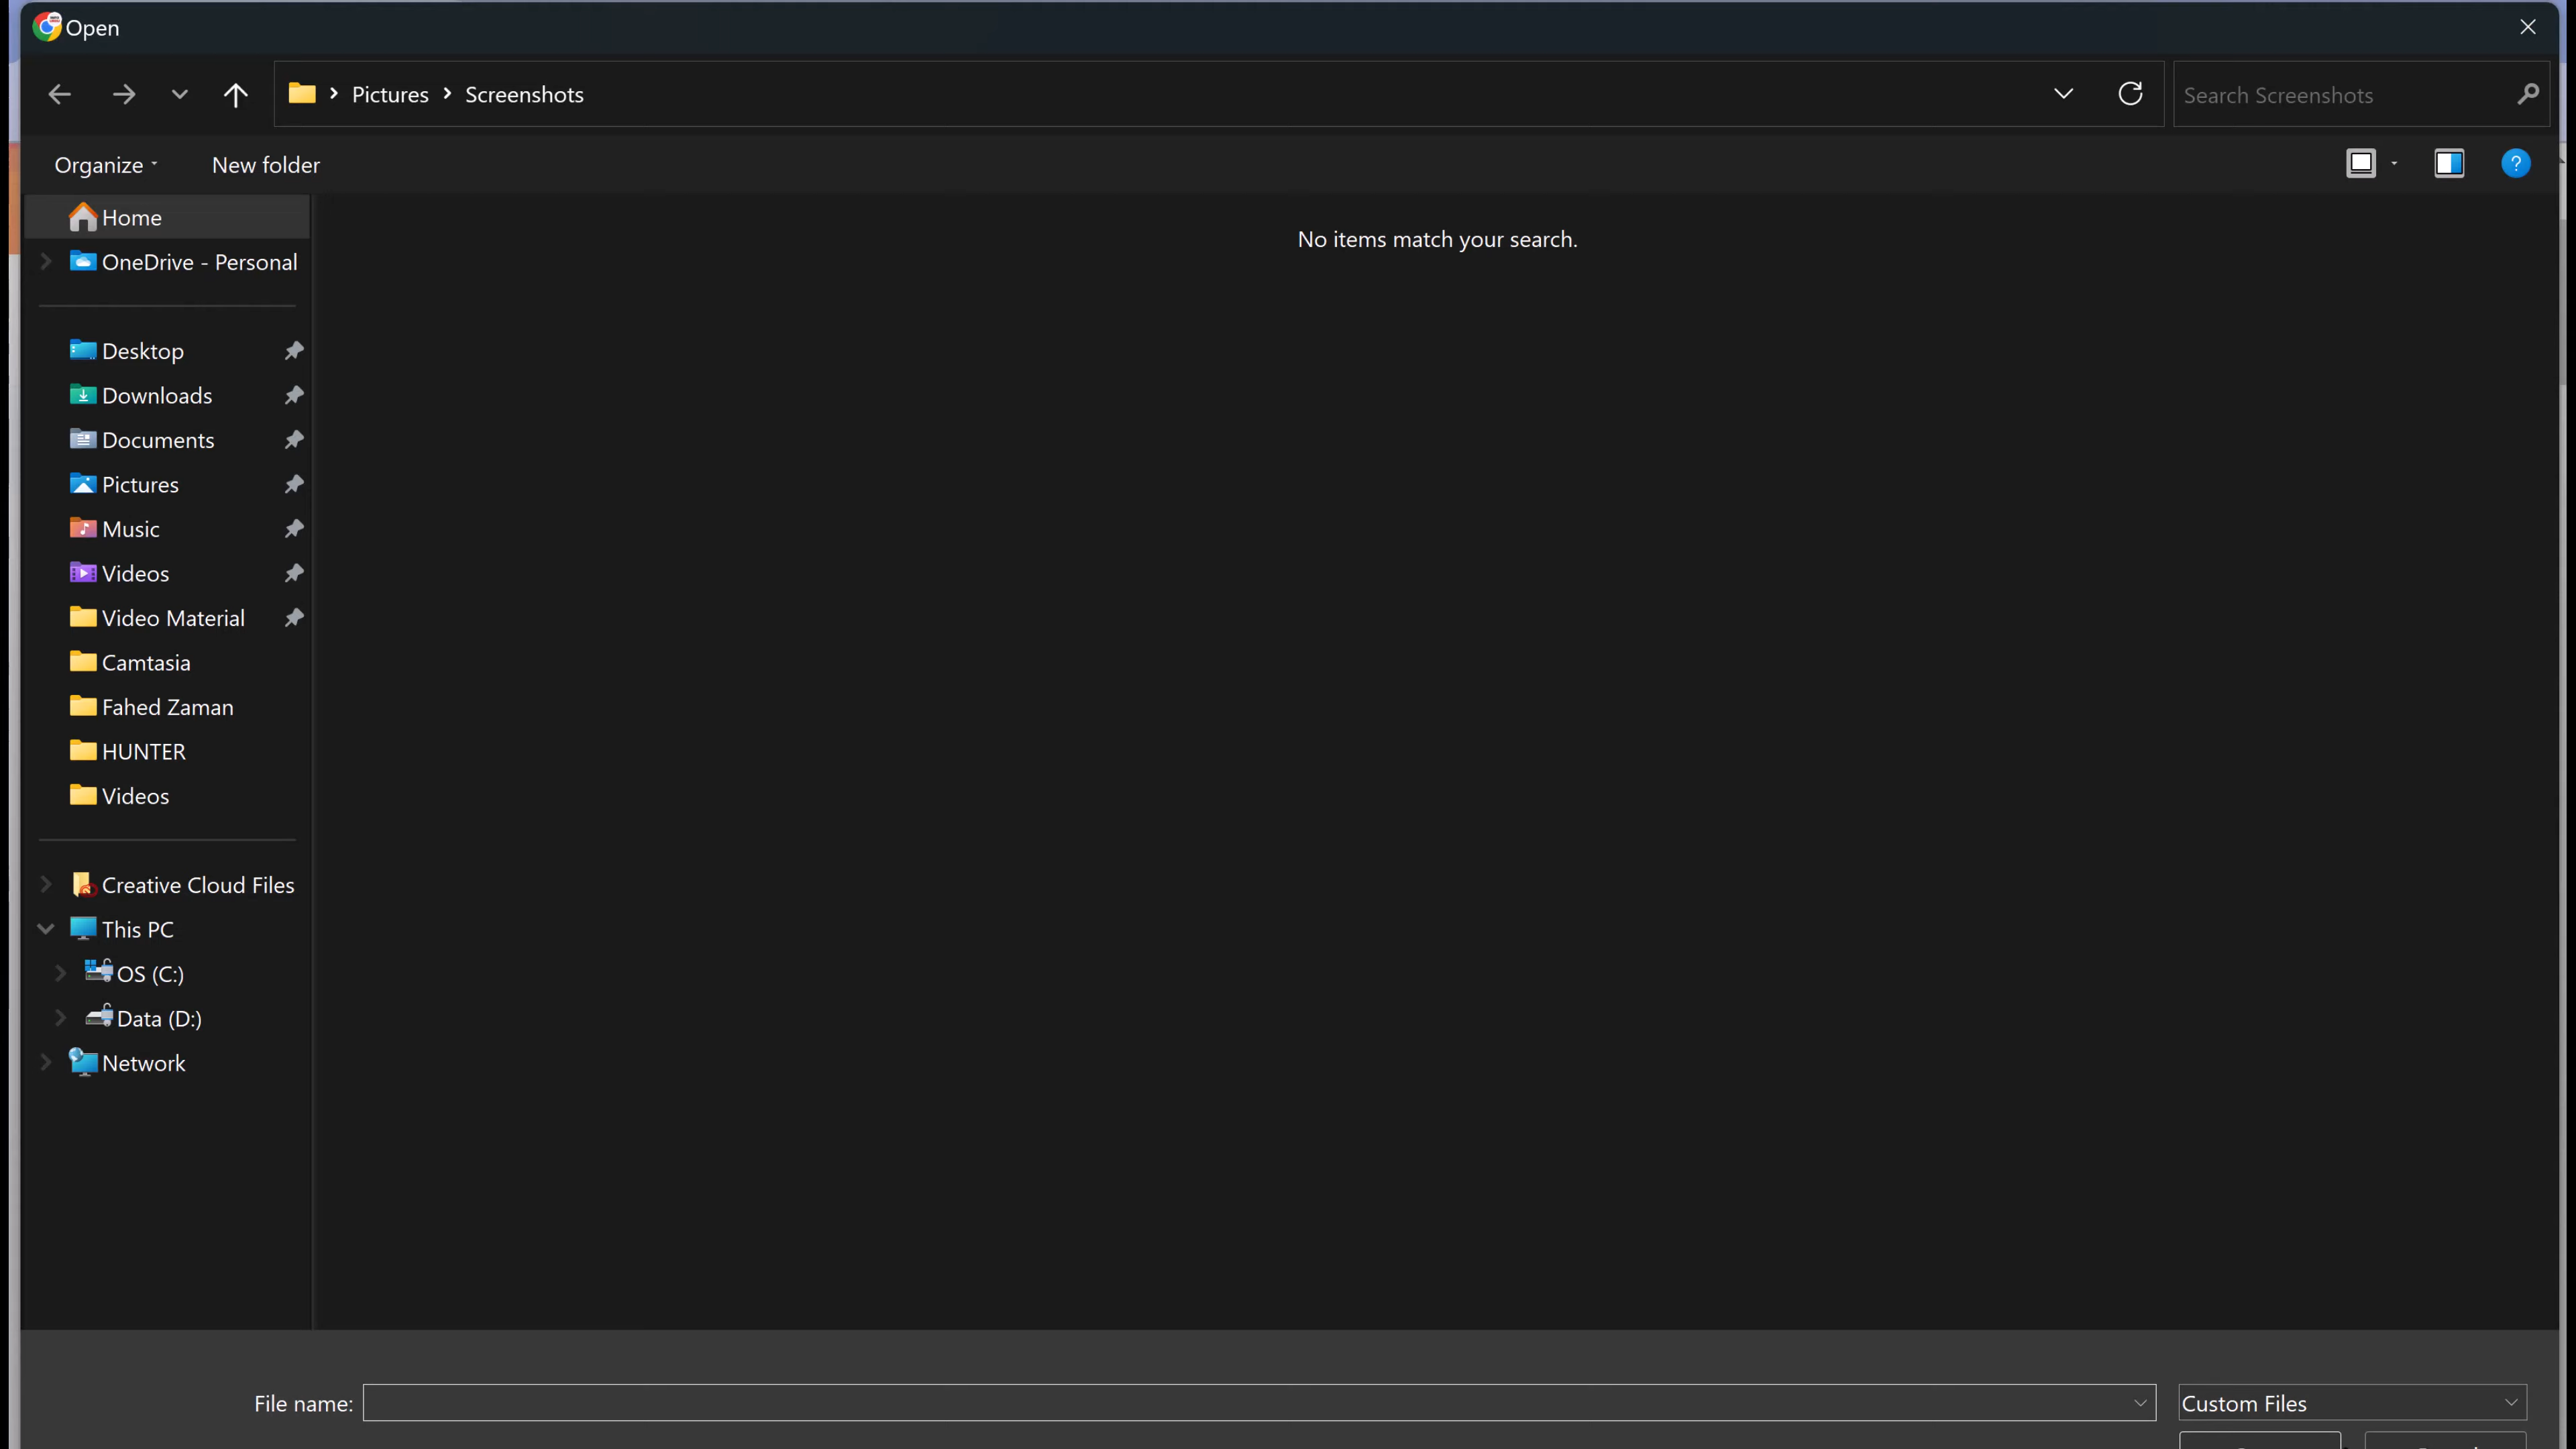 Open
Pictures
Screenshots
Search Screenshots
Organize
New folder
?
Home
No items match your search.
OneDrive - Personal
Desktop
Downloads
Documents
Pictures
Music
Videos
Video Material
Camtasia
Fahed Zaman
HUNTER
Videos
Creative Cloud Files
This PC
OS (C:)
Data (D:)
Network
File name:
Custom Files